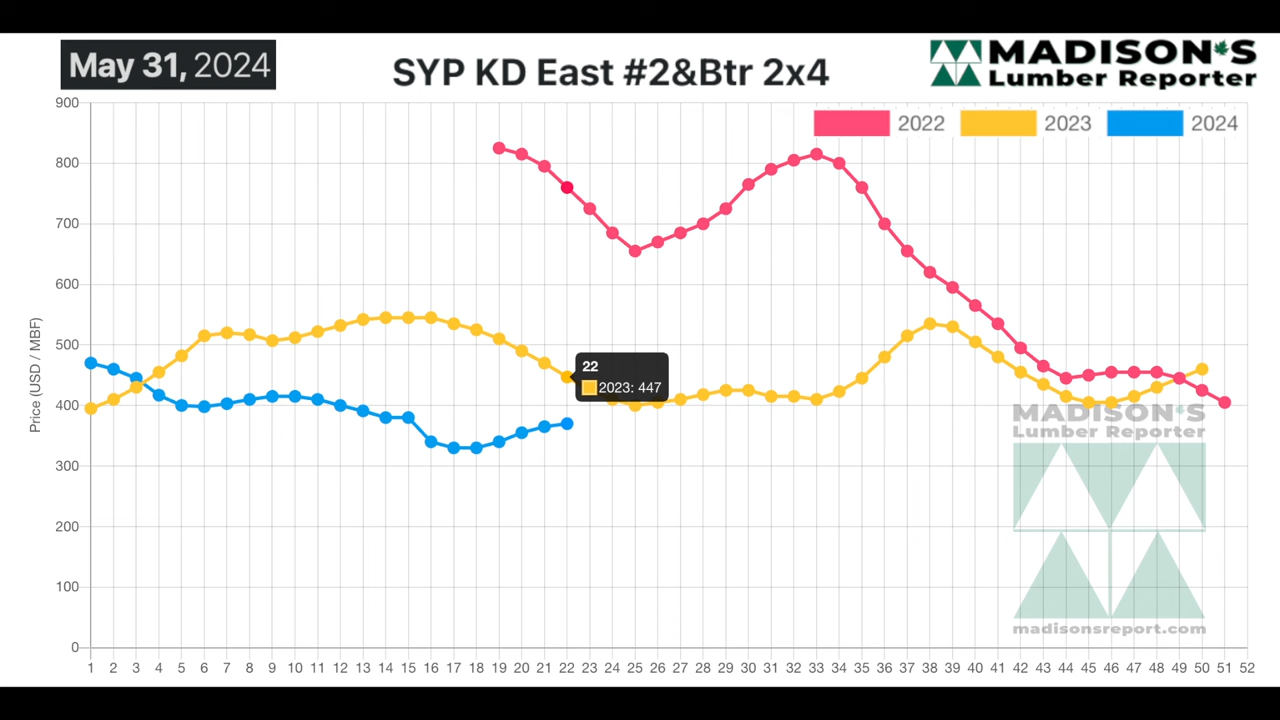 May 31, 2024
SYP KD East #2&Btr 2x4
MADISON'S
Lumber Reporter
2022 2023 2024
Price (USD / MBF)
900
800
700
600
500
400
300
200
100
0
22
2023: 447
MADISON'S
Lumber Reporter
madisonsreport.com
1 2 3 4 5 6 7 8 9 10 11 12 13 14 15 16 17 18 19 20 21 22 23 24 25 26 27 28 29 30 31 32 33 34 35 36 37 38 39 40 41 42 43 44 45 46 47 48 49 50 51 52